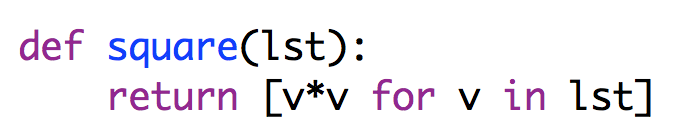 def square(lst):
    return [v*v for v in lst]